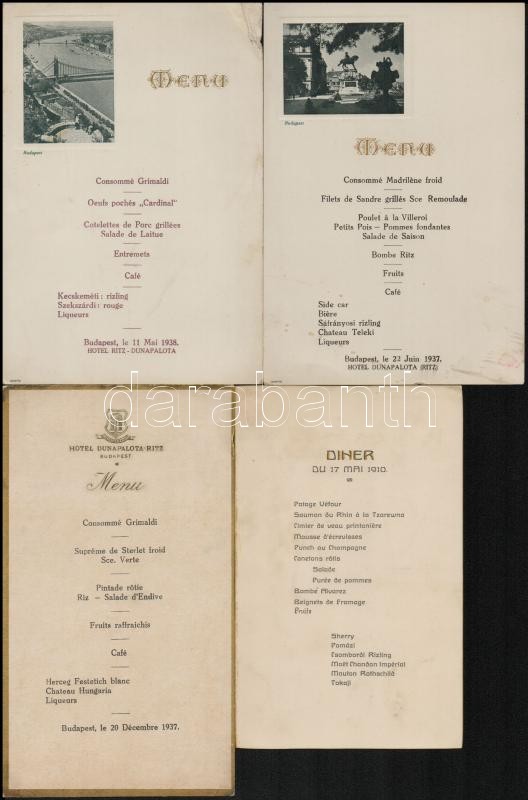 Budapest
Menu
Consommé Grimaldi
Oeufs pochés „Cardinal"
Cotelettes de Porc grillées
Salade de Laitue
Entremets
Café
Kecskeméti: rizling
Szekszárdi: rouge
Liqueurs
Budapest, le 11 Mai 1938.
HOTEL RITZ - DUNAPALOTA
Budapest
Menu
Consommé Madrilène froid
Filets de Sandre grillés Sce Remoulade
Poulet à la Villeroi
Petits Pois – Pommes fondantes
Salade de Saison
Bombe Ritz
Fruits
Café
Side car
Bière
Sáfrányosi rizling
Chateau Teleki
Liqueurs
Budapest, le 22 Juin 1937.
HOTEL DUNAPALOTA (RITZ)
darabanth
HOTEL DUNAPALOTA-RITZ
BUDAPEST
Menu
Consommé Grimaldi
Suprême de Sterlet froid
Sce. Verte
Pintade rôtie
Riz – Salade d'Endive
Fruits raffraichis
Café
Herceg Festetich blanc
Chateau Hungaria
Liqueurs
Budapest, le 20 Décembre 1937.
DINER
DU 17 MAI 1910.
Potage Véfour
Saumon du Rhin à la Tzarewna
Cimier de veau printanière
Mousse d'écrevisses
Punch au Champagne
Canetons rôtis
Salade
Purée de pommes
Bombe Alvarez
Beignets de Fromage
Fruits
Sherry
Pomázi
Csombordi Rizling
Moët Chandon Impérial
Mouton Rothschild
Tokaji